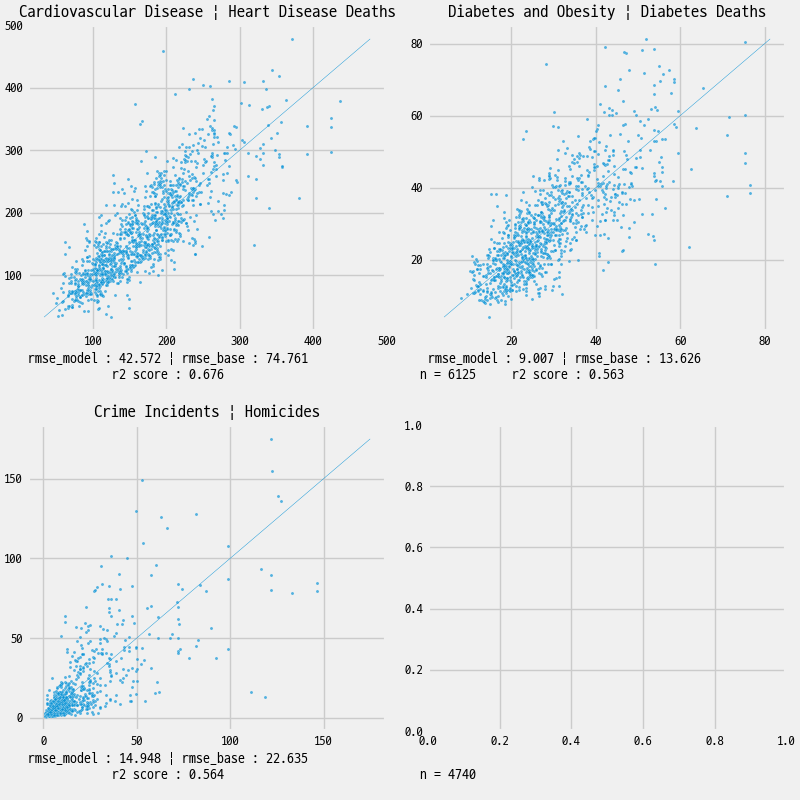 Cardiovascular Disease ¦ Heart Disease Deaths
500
400
300
200
100
100 200 300 400 500
rmse_model : 42.572 ¦ rmse_base : 74.761
r2 score : 0.676
Diabetes and Obesity ¦ Diabetes Deaths
80
60
40
20
20 40 60 80
rmse_model : 9.007 ¦ rmse_base : 13.626
n = 6125 r2 score : 0.563
Crime Incidents ¦ Homicides
150
100
50
0
0 50 100 150
rmse_model : 14.948 ¦ rmse_base : 22.635
r2 score : 0.564
1.0
0.8
0.6
0.4
0.2
0.0
0.0 0.2 0.4 0.6 0.8 1.0
n = 4740